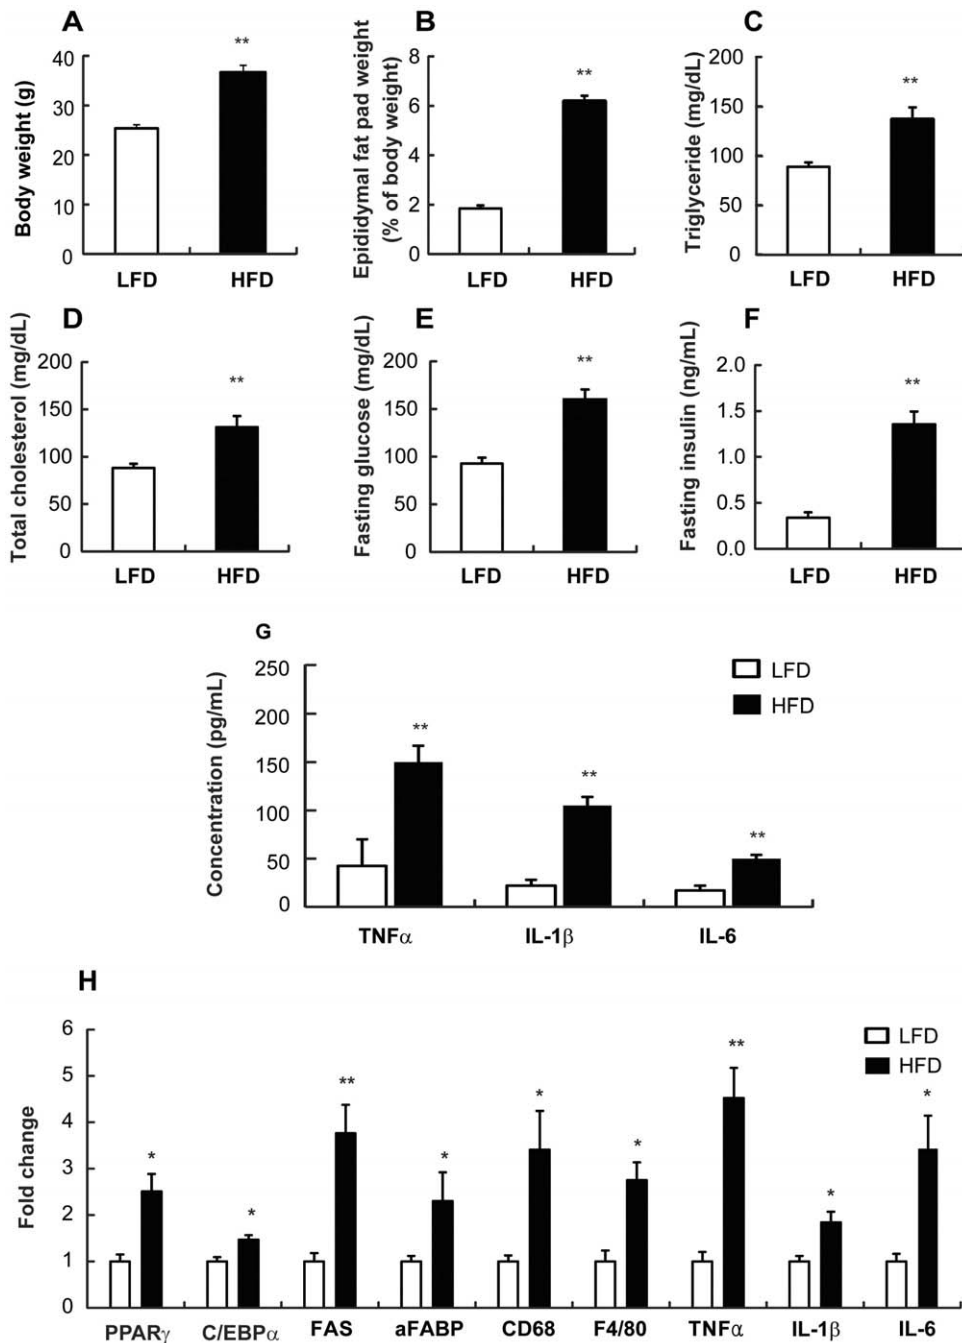 A
Body weight (g)
40
30
20
10
0
**
LFD HFD
B
Epididymal fat pad weight
(% of body weight)
8
6
4
2
0
**
LFD HFD
C
Triglyceride (mg/dL)
200
150
100
50
0
**
LFD HFD
D
Total cholesterol (mg/dL)
200
150
100
50
0
**
LFD HFD
E
Fasting glucose (mg/dL)
200
150
100
50
0
**
LFD HFD
F
Fasting insulin (ng/mL)
2.0
1.5
1.0
0.5
0.0
**
LFD HFD
G
Concentration (pg/mL)
250
200
150
100
50
0
LFD
HFD
**
**
**
TNFα IL-1β IL-6
H
Fold change
6
5
4
3
2
1
0
LFD
HFD
*
*
**
*
*
*
**
*
*
PPARγ C/EBPα FAS aFABP CD68 F4/80 TNFα IL-1β IL-6